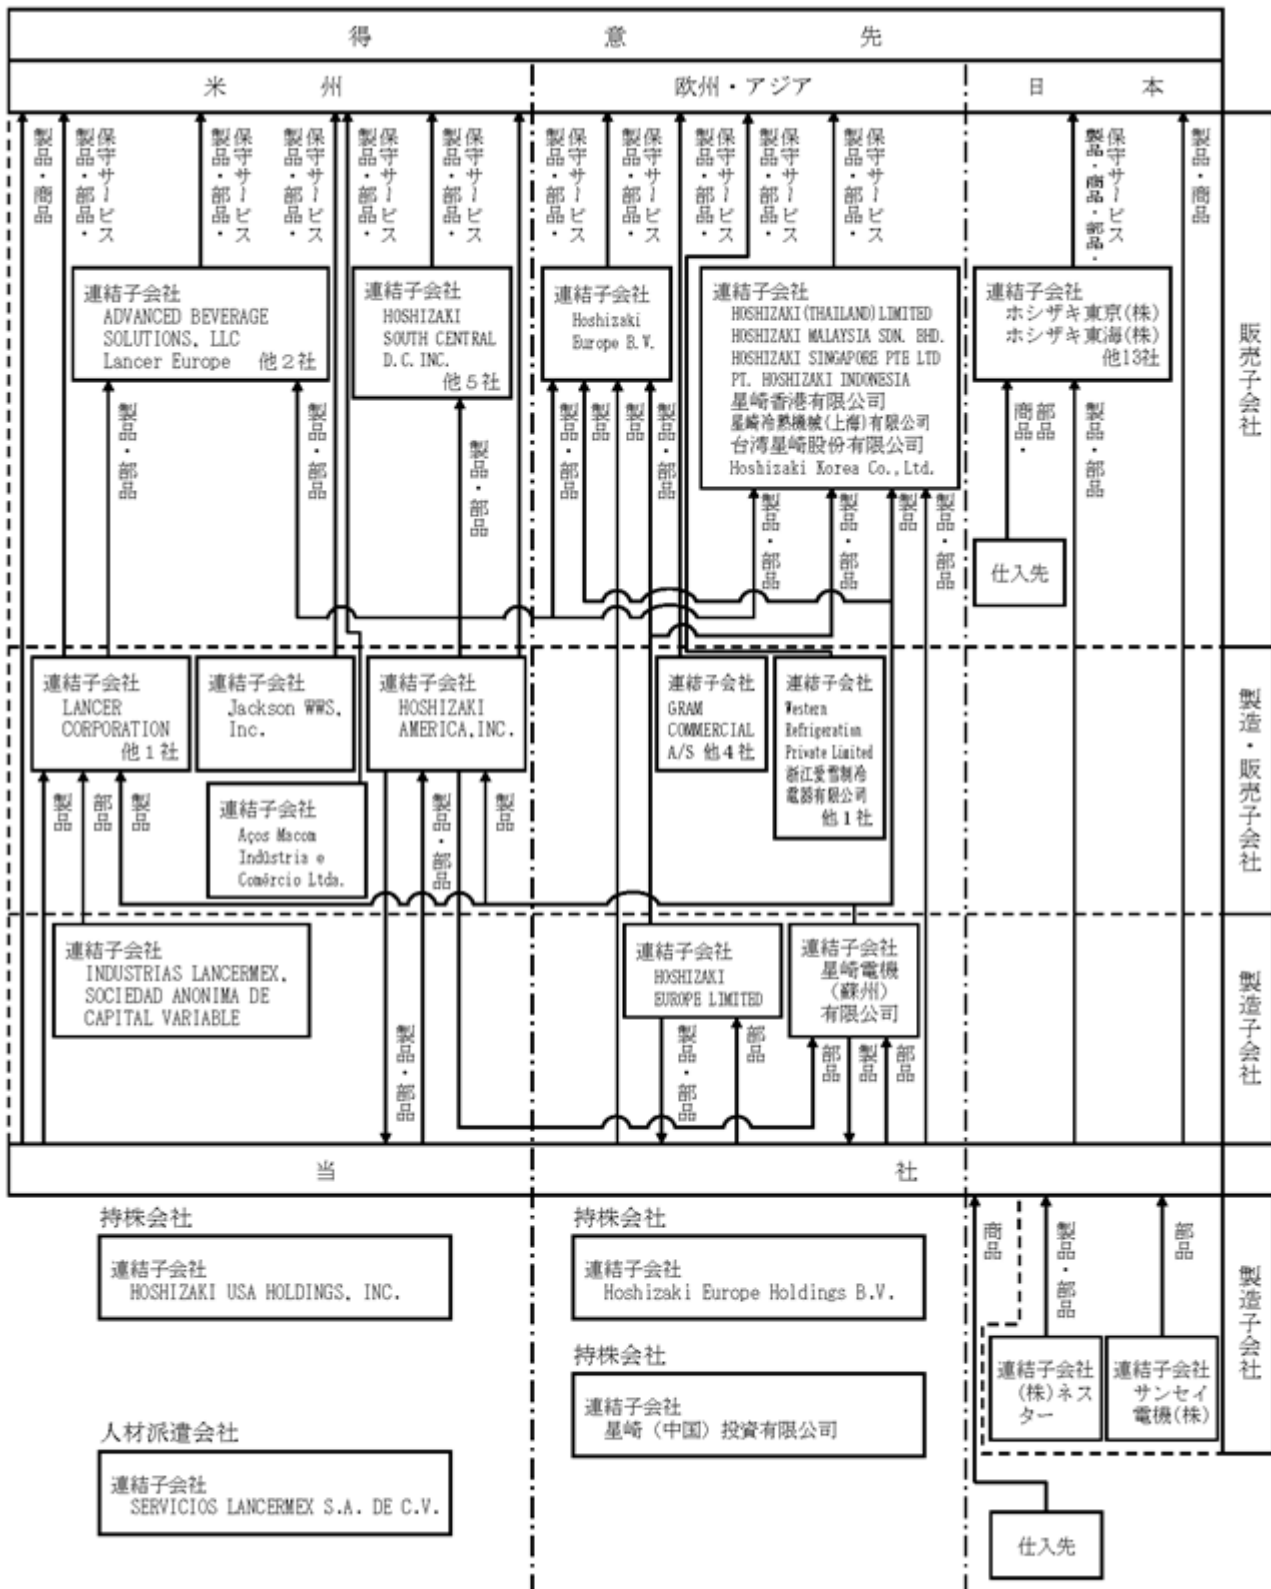 得意先
米州
欧州・アジア
日本
製品・商品
製品・部品・
保守サービス
製品・部品・
保守サービス
製品・部品・
保守サービス
製品・部品・
保守サービス
製品・部品・
保守サービス
製品・部品・
保守サービス
製品・部品・
保守サービス
製品・部品・
保守サービス
製品・部品・
保守サービス
製品・商品・部品・
保守サービス
製品・商品
連結子会社
ADVANCED BEVERAGE
SOLUTIONS, LLC
Lancer Europe 他2社
連結子会社
HOSHIZAKI
SOUTH CENTRAL
D.C. INC.
他5社
連結子会社
Hoshizaki
Europe B.V.
連結子会社
HOSHIZAKI(THAILAND)LIMITED
HOSHIZAKI MALAYSIA SDN. BHD.
HOSHIZAKI SINGAPORE PTE LTD
PT. HOSHIZAKI INDONESIA
星崎香港有限公司
星崎冷熱機械(上海)有限公司
台湾星崎股份有限公司
Hoshizaki Korea Co.,Ltd.
連結子会社
ホシザキ東京(株)
ホシザキ東海(株)
他13社
販売子会社
製品・部品
製品・部品
製品・部品
製品・部品
製品
製品
製品・部品
製品・部品
製品・部品
製品
製品・部品
商品・
部品
製品・部品
仕入先
連結子会社
LANCER
CORPORATION
他1社
連結子会社
Jackson WWS,
Inc.
連結子会社
HOSHIZAKI
AMERICA,INC.
連結子会社
GRAM
COMMERCIAL
A/S 他4社
連結子会社
Western
Refrigeration
Private Limited
浙江愛雪制冷
電器有限公司
他1社
製造・販売子会社
製品
部品
製品
連結子会社
Aços Macom
Indústria e
Comércio Ltda.
製品・部品
製品
連結子会社
INDUSTRIAS LANCERMEX,
SOCIEDAD ANONIMA DE
CAPITAL VARIABLE
連結子会社
HOSHIZAKI
EUROPE LIMITED
連結子会社
星崎電機
(蘇州)
有限公司
製造子会社
製品・部品
製品・部品
部品
部品
製品
部品
当社
持株会社
連結子会社
HOSHIZAKI USA HOLDINGS, INC.
持株会社
連結子会社
Hoshizaki Europe Holdings B.V.
商品
製品・部品
部品
製造子会社
持株会社
連結子会社
星崎（中国）投資有限公司
連結子会社
(株)ネス
ター
連結子会社
サンセイ
電機(株)
人材派遣会社
連結子会社
SERVICIOS LANCERMEX S.A. DE C.V.
仕入先